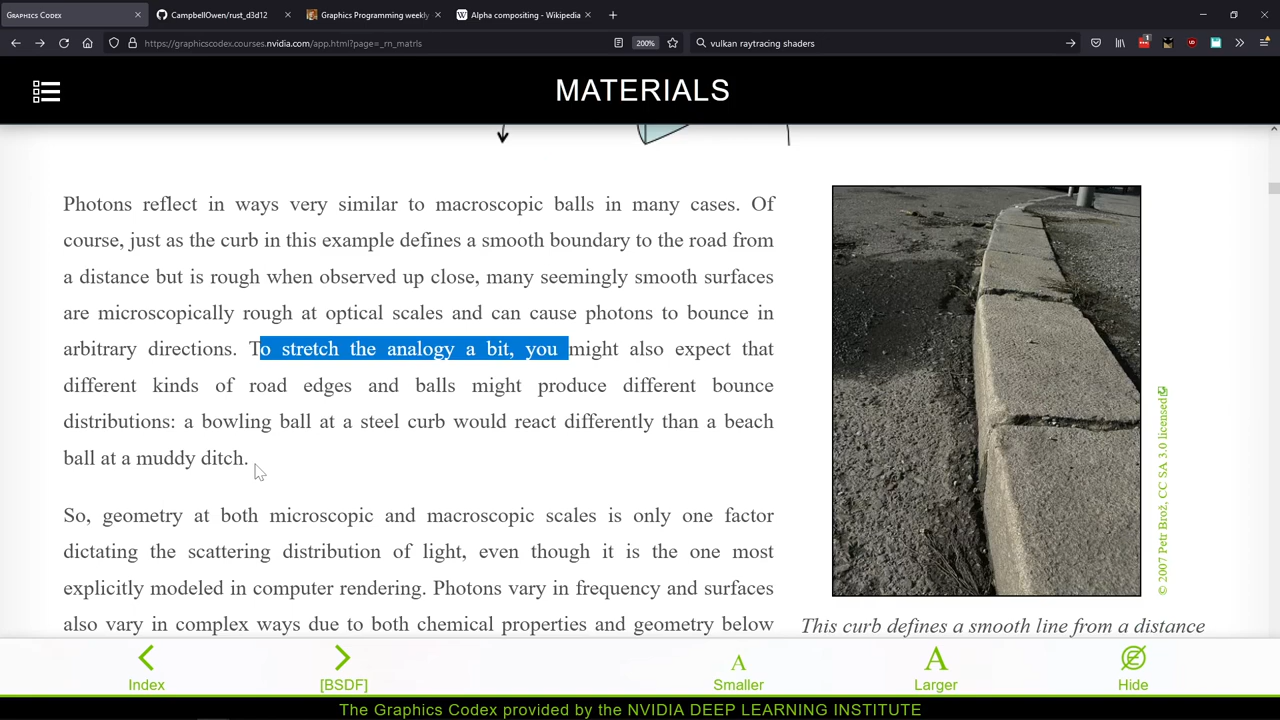 GRAPHICS CODEX
CampbellOwen/rust_d3d12
Graphics Programming weekly
Alpha compositing - Wikipedia
https://graphicscodex.courses.nvidia.com/app.html?page=_rn_matrls
200%
vulkan raytracing shaders
MATERIALS
Photons reflect in ways very similar to macroscopic balls in many cases. Of
course, just as the curb in this example defines a smooth boundary to the road from
a distance but is rough when observed up close, many seemingly smooth surfaces
are microscopically rough at optical scales and can cause photons to bounce in
arbitrary directions. To stretch the analogy a bit, you might also expect that
different kinds of road edges and balls might produce different bounce
distributions: a bowling ball at a steel curb would react differently than a beach
ball at a muddy ditch.
So, geometry at both microscopic and macroscopic scales is only one factor
dictating the scattering distribution of light, even though it is the one most
explicitly modeled in computer rendering. Photons vary in frequency and surfaces
also vary in complex ways due to both chemical properties and geometry below
© 2007 Petr Brož, CC SA 3.0 licensed
This curb defines a smooth line from a distance
Index
[BSDF]
A
Smaller
A
Larger
Hide
The Graphics Codex provided by the NVIDIA DEEP LEARNING INSTITUTE